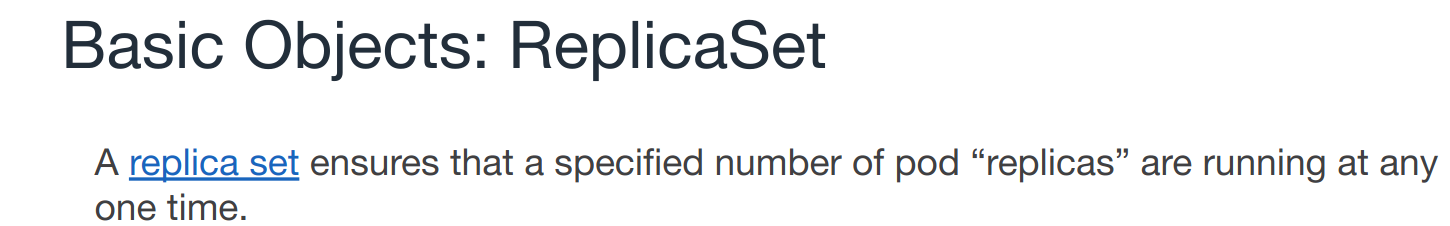 Basic Objects: ReplicaSet
A replica set ensures that a specified number of pod “replicas” are running at any
one time.